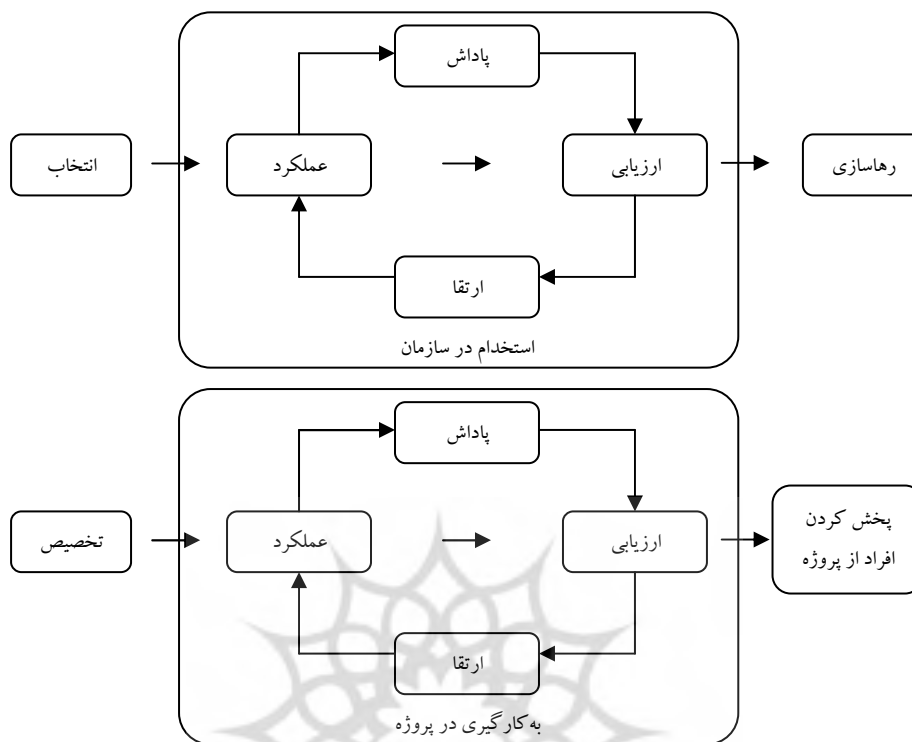 پاداش
انتخاب
عملکرد
ارزیابی
رهاسازی
ارتقا
استخدام در سازمان
پاداش
تخصیص
عملکرد
ارزیابی
پخش کردن
افراد از پروژه
ارتقا
به‌کارگیری در پروژه